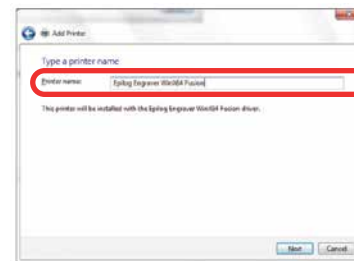 Add Printer
Type a printer name
Printer name: Epilog Engraver WinX64 Fusion
This printer will be installed with the Epilog Engraver WinX64 Fusion driver.
Next Cancel